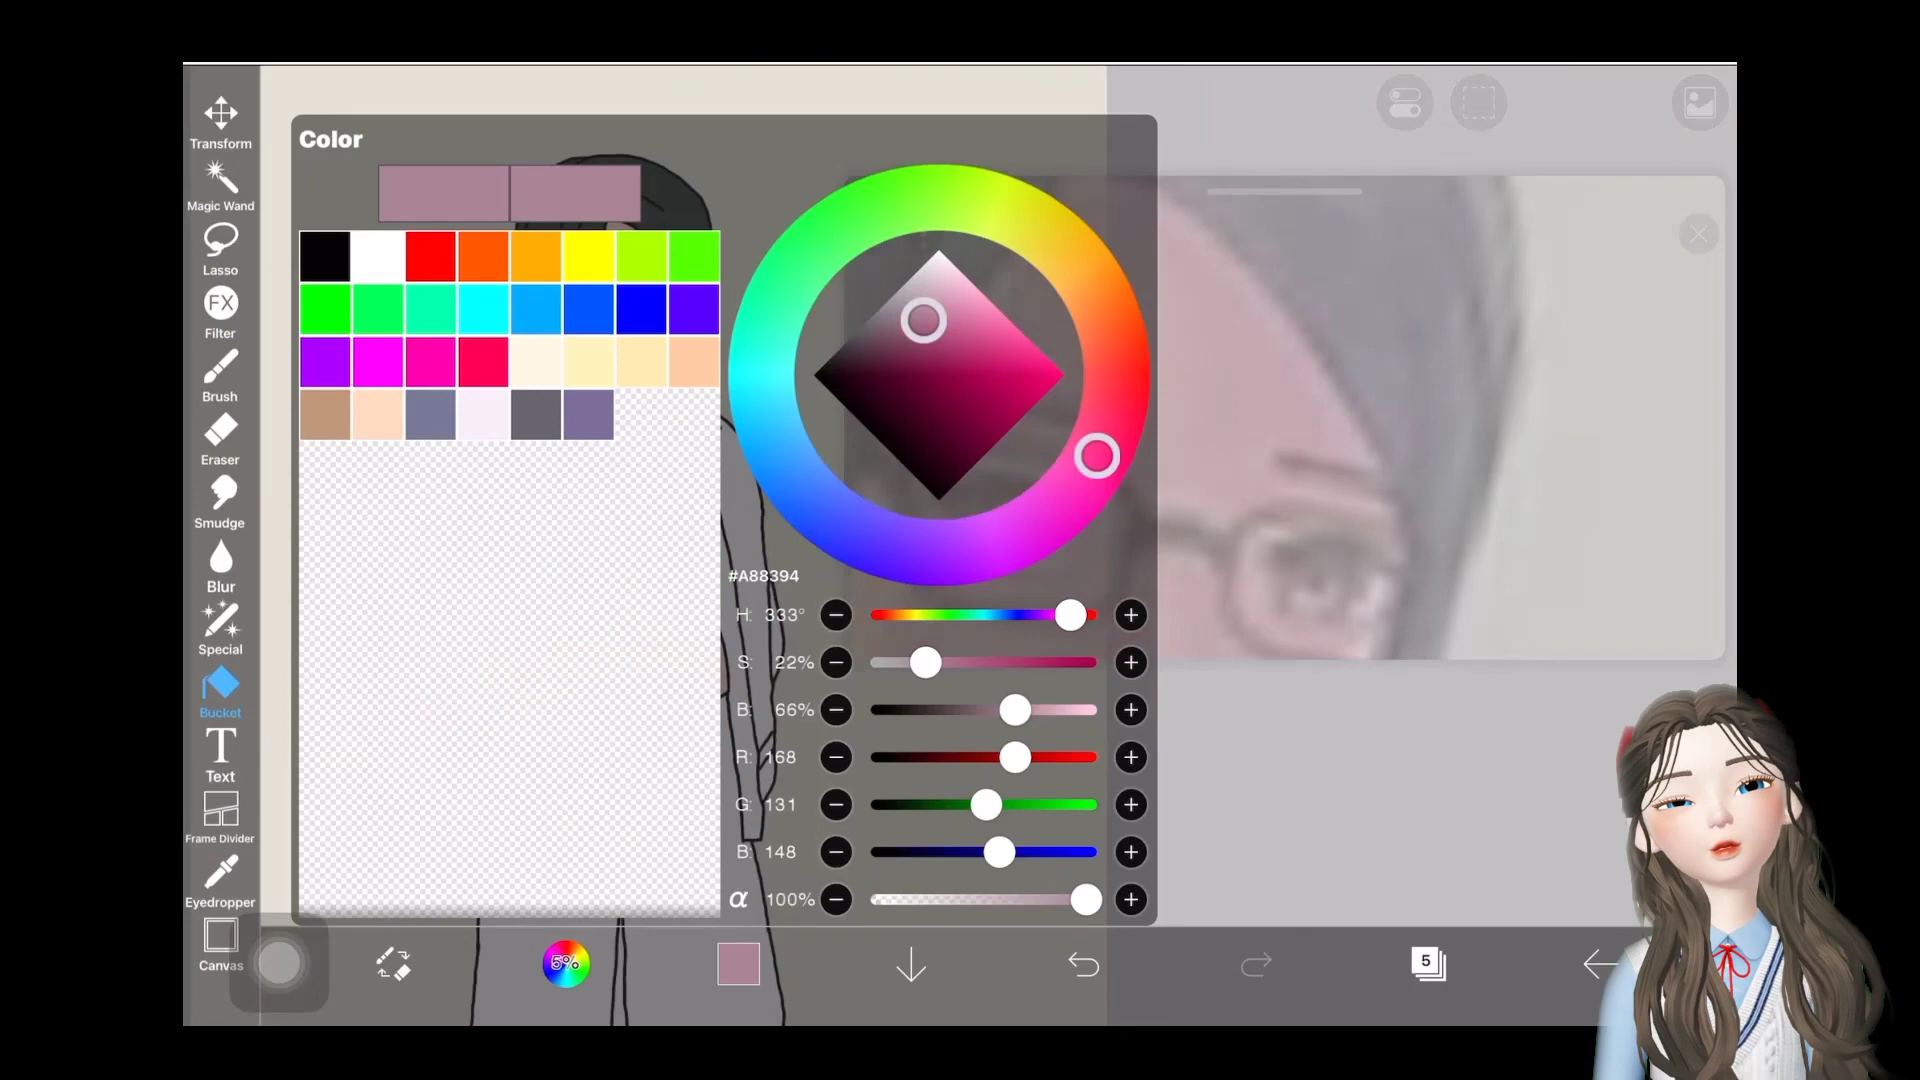 Color
Transform
Magic Wand
Lasso
FX
Filter
Brush
Eraser
Smudge
Blur
Special
Bucket
T
Text
Frame Divider
Eyedropper
Canvas
#A88394
H: 333°
S: 22%
B: 66%
R: 168
G: 131
B: 148
α 100%
5%
5